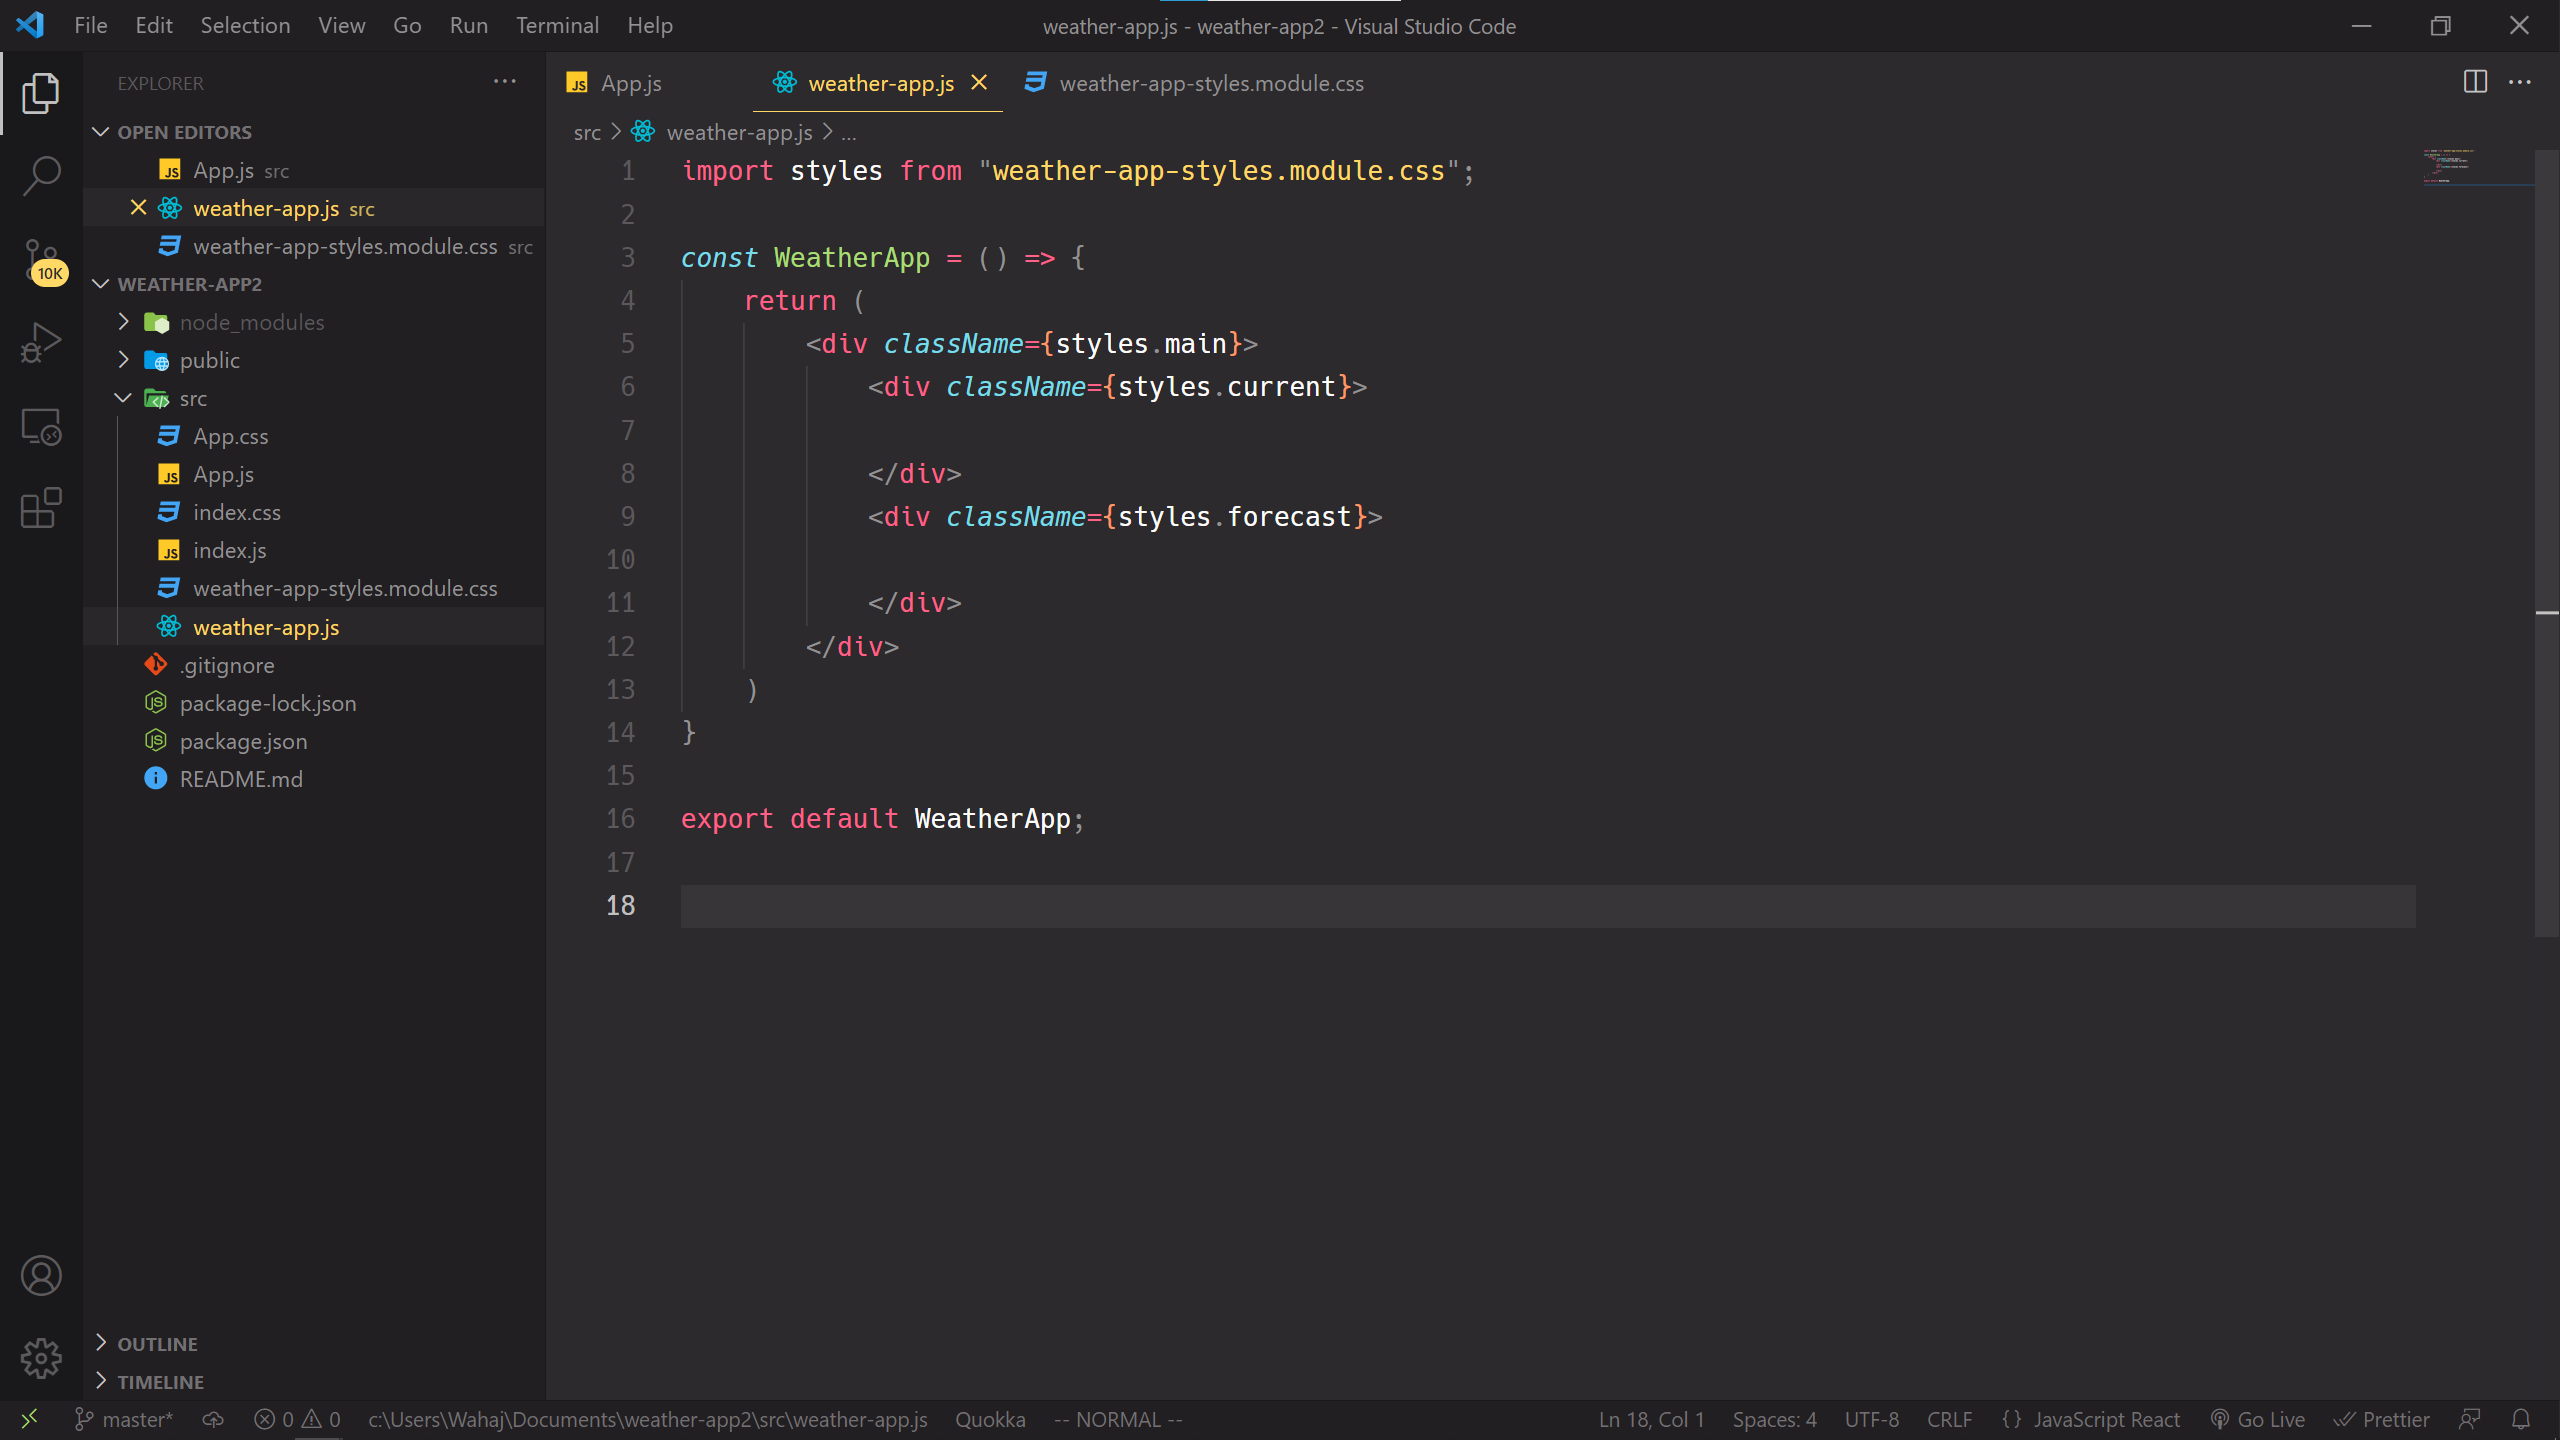 File Edit Selection View Go Run Terminal Help
weather-app.js - weather-app2 - Visual Studio Code
EXPLORER
OPEN EDITORS
App.js src
weather-app.js src
weather-app-styles.module.css src
WEATHER-APP2
node_modules
public
src
App.css
App.js
index.css
index.js
weather-app-styles.module.css
weather-app.js
.gitignore
package-lock.json
package.json
README.md
OUTLINE
TIMELINE
10K
App.js
weather-app.js
weather-app-styles.module.css
src > weather-app.js > ...
1 import styles from "weather-app-styles.module.css";
2
3 const WeatherApp = () => {
4 return (
5 <div className={styles.main}>
6 <div className={styles.current}>
7
8 </div>
9 <div className={styles.forecast}>
10
11 </div>
12 </div>
13 )
14 }
15
16 export default WeatherApp;
17
18
master* 0 0 c:\Users\Wahaj\Documents\weather-app2\src\weather-app.js Quokka -- NORMAL --
Ln 18, Col 1 Spaces: 4 UTF-8 CRLF {} JavaScript React Go Live Prettier